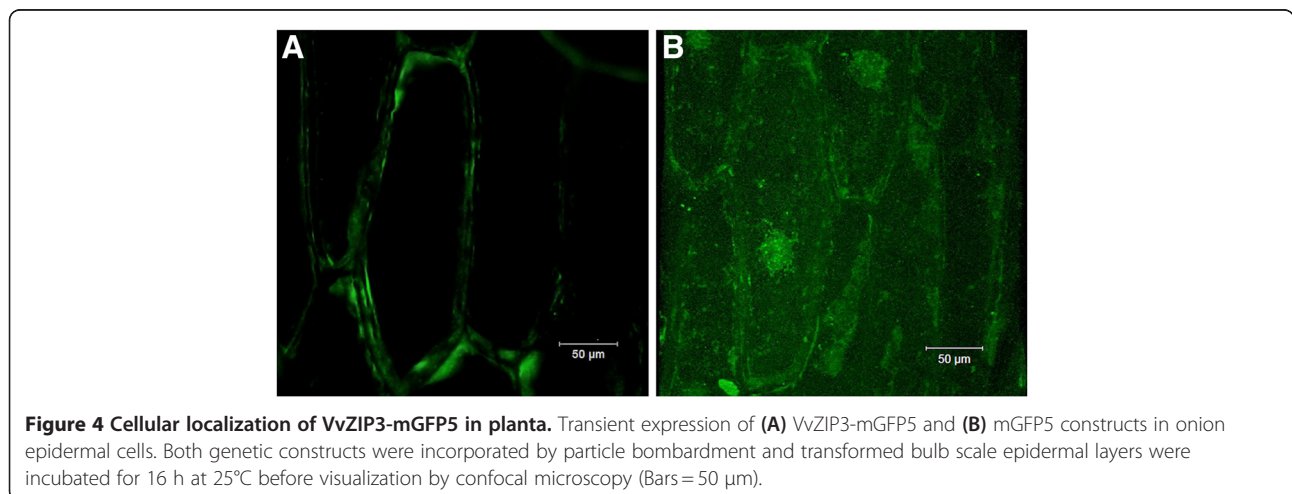 A
B
50 µm
50 µm
Figure 4 Cellular localization of VvZIP3-mGFP5 in planta. Transient expression of (A) VvZIP3-mGFP5 and (B) mGFP5 constructs in onion
epidermal cells. Both genetic constructs were incorporated by particle bombardment and transformed bulb scale epidermal layers were
incubated for 16 h at 25°C before visualization by confocal microscopy (Bars = 50 µm).